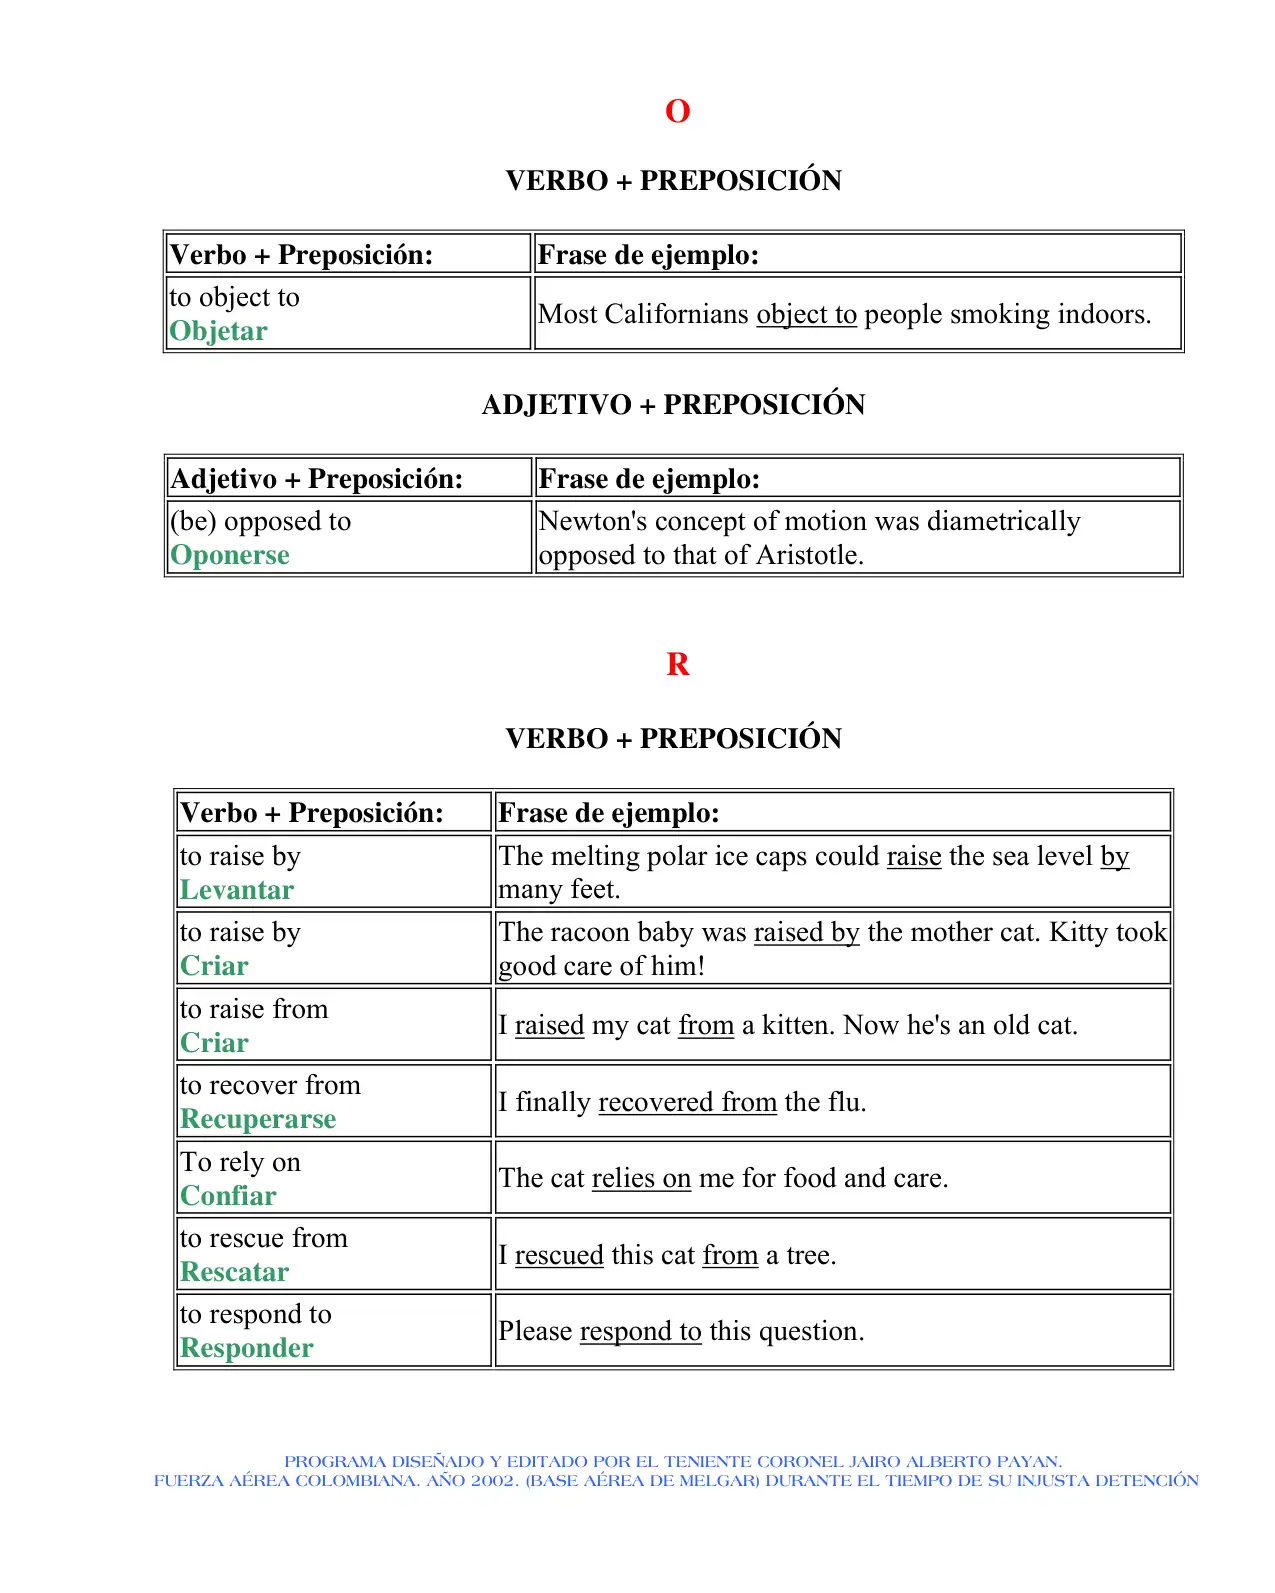 O
VERBO + PREPOSICIÓN
Verbo + Preposición: Frase de ejemplo:
to object to
Objetar
Most Californians object to people smoking indoors.
ADJETIVO + PREPOSICIÓN
Adjetivo + Preposición: Frase de ejemplo:
(be) opposed to
Oponerse
Newton's concept of motion was diametrically
opposed to that of Aristotle.
R
VERBO + PREPOSICIÓN
Verbo + Preposición: Frase de ejemplo:
to raise by
Levantar
The melting polar ice caps could raise the sea level by
many feet.
to raise by
Criar
The racoon baby was raised by the mother cat. Kitty took
good care of him!
to raise from
Criar
I raised my cat from a kitten. Now he's an old cat.
to recover from
Recuperarse
I finally recovered from the flu.
To rely on
Confiar
The cat relies on me for food and care.
to rescue from
Rescatar
I rescued this cat from a tree.
to respond to
Responder
Please respond to this question.
PROGRAMA DISEÑADO Y EDITADO POR EL TENIENTE CORONEL JAIRO ALBERTO PAYAN.
FUERZA AÉREA COLOMBIANA. AÑO 2002. (BASE AÉREA DE MELGAR) DURANTE EL TIEMPO DE SU INJUSTA DETENCIÓN